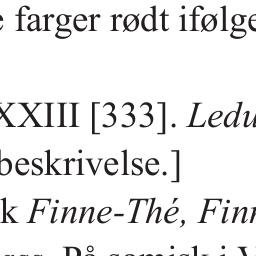 farger rødt ifølge
XXIII [333]. Ledu
beskrivelse.]
k Finne-Thé, Finn
På samisk i V